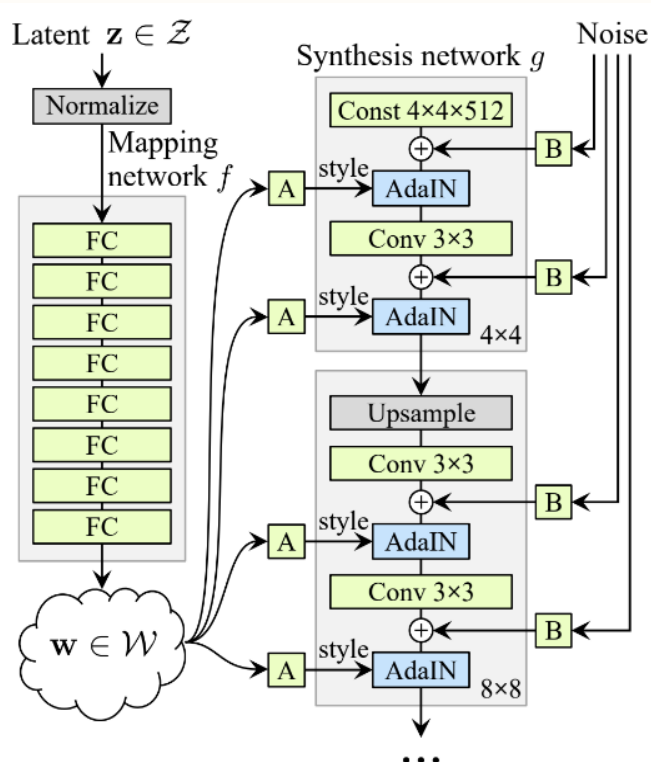 Latent z ∈ 𝒵
Noise
Synthesis network g
Normalize
Const 4×4×512
Mapping
network f
B
style
A
AdaIN
FC
Conv 3×3
FC
B
FC
style
A
AdaIN
4×4
FC
FC
Upsample
FC
Conv 3×3
FC
B
FC
style
A
AdaIN
Conv 3×3
w ∈ 𝒲
B
style
A
AdaIN
8×8
...